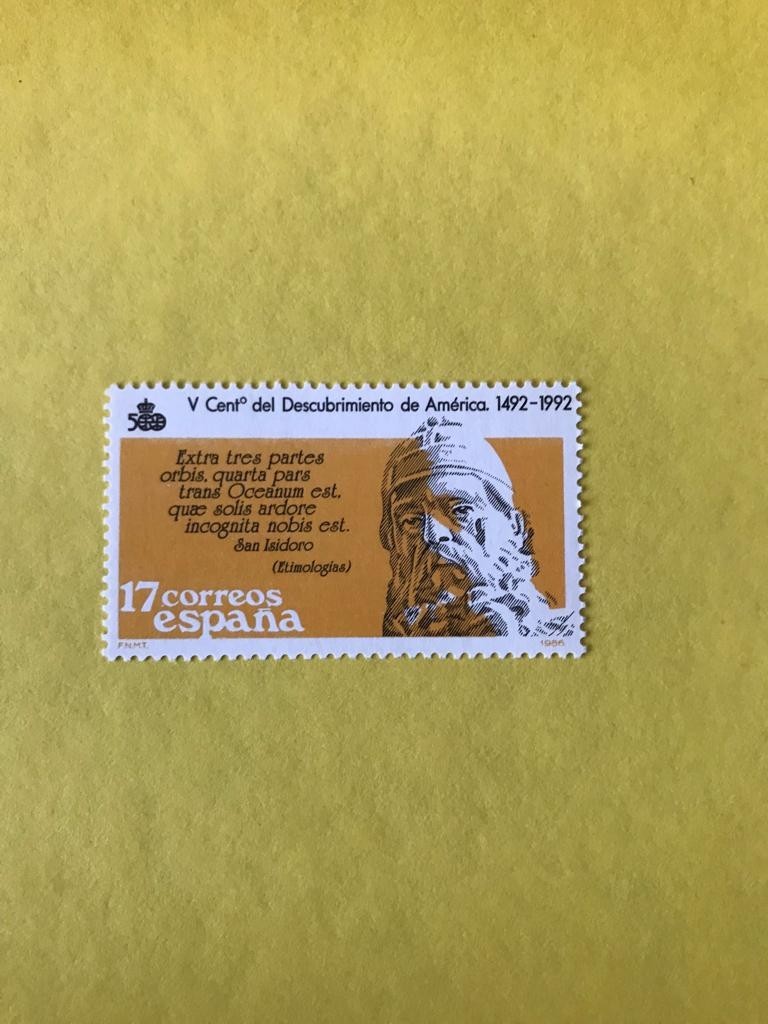 500
V Centº del Descubrimiento de América. 1492-1992
Extra tres partes
orbis, quarta pars
trans Oceanum est,
quæ solis ardore
incognita nobis est.
San Isidoro
(Etimologías)
17 correos
españa
F.N.M.T.
1986